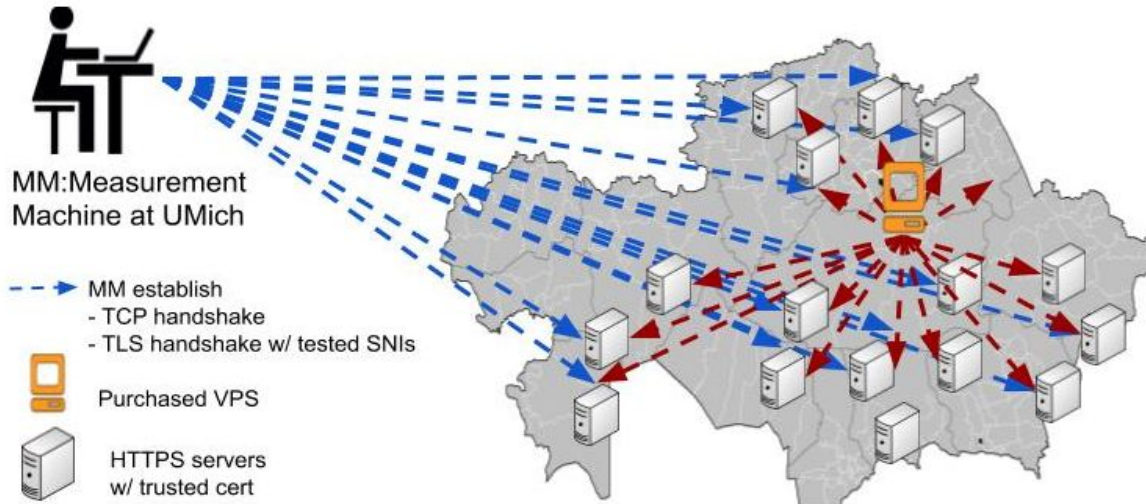 MM:Measurement
Machine at UMich
MM establish
- TCP handshake
- TLS handshake w/ tested SNIs
Purchased VPS
HTTPS servers
w/ trusted cert